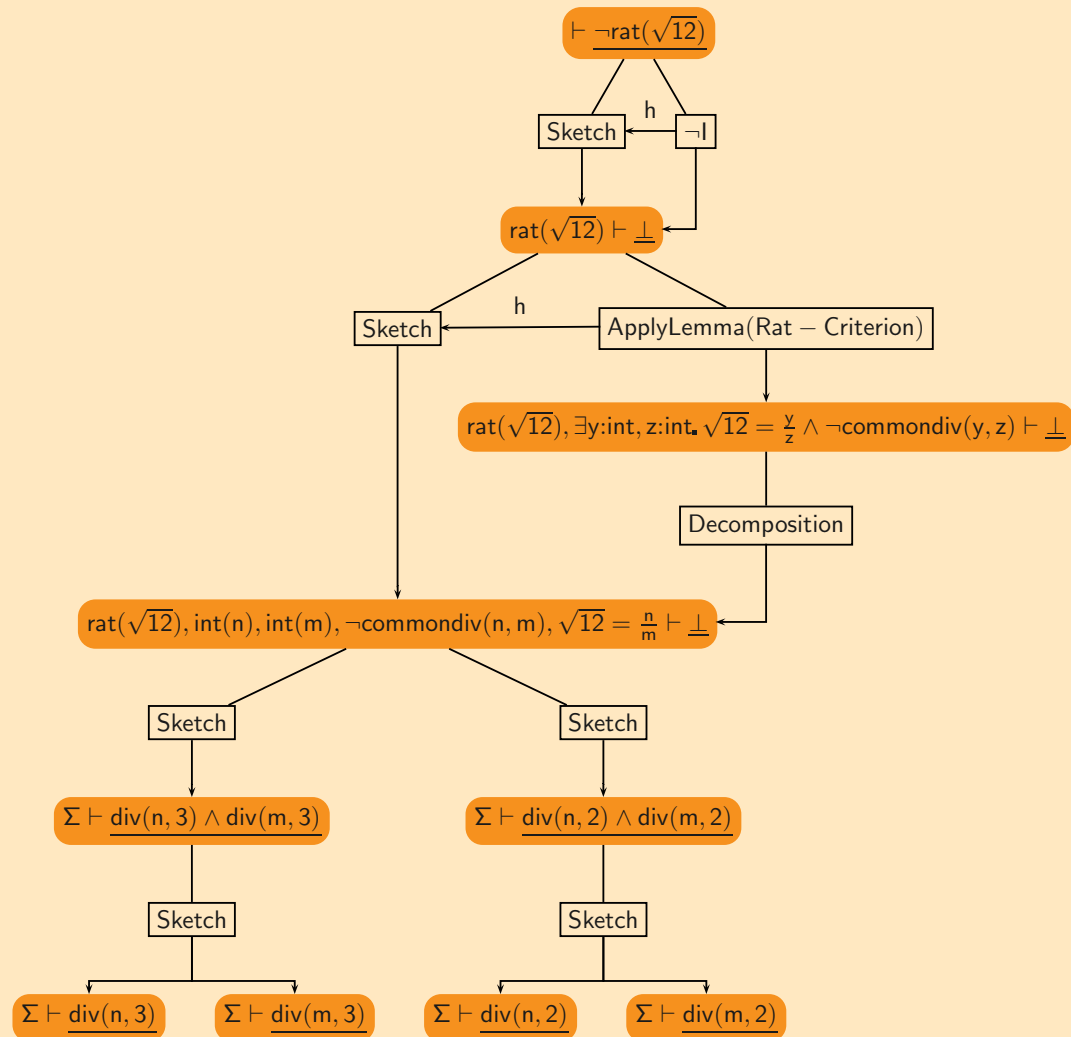 ⊢ ¬rat(√12)
h
Sketch ¬I
rat(√12) ⊢ ⊥
h
Sketch ApplyLemma(Rat − Criterion)
rat(√12), ∃y:int, z:int. √12 = y/z ∧ ¬commondiv(y, z) ⊢ ⊥
Decomposition
rat(√12), int(n), int(m), ¬commondiv(n, m), √12 = n/m ⊢ ⊥
Sketch Sketch
Σ ⊢ div(n, 3) ∧ div(m, 3) Σ ⊢ div(n, 2) ∧ div(m, 2)
Sketch Sketch
Σ ⊢ div(n, 3) Σ ⊢ div(m, 3) Σ ⊢ div(n, 2) Σ ⊢ div(m, 2)